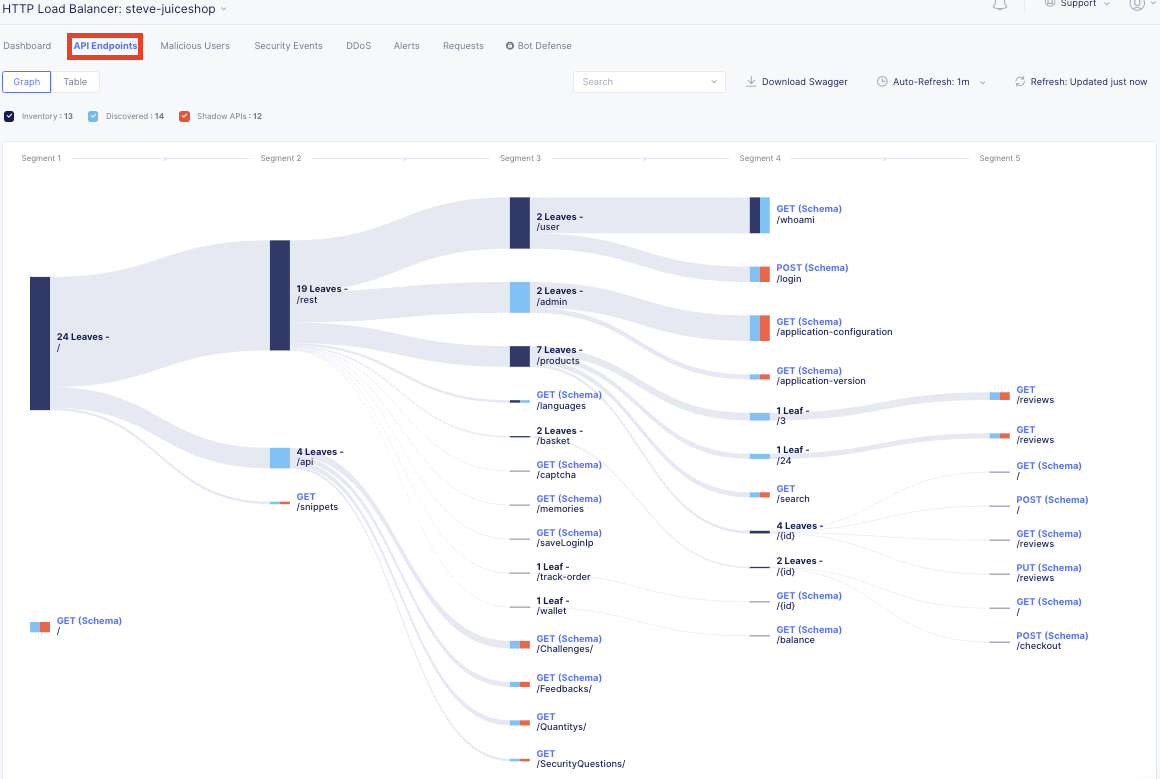 HTTP Load Balancer: steve-juiceshop
Support
Dashboard
API Endpoints
Malicious Users
Security Events
DDoS
Alerts
Requests
Bot Defense
Graph
Table
Search
Download Swagger
Auto-Refresh: 1m
Refresh: Updated just now
Inventory : 13
Discovered : 14
Shadow APIs : 12
Segment 1
Segment 2
Segment 3
Segment 4
Segment 5
24 Leaves -
/
GET (Schema)
/
19 Leaves -
/rest
4 Leaves -
/api
GET
/snippets
2 Leaves -
/user
2 Leaves -
/admin
7 Leaves -
/products
GET (Schema)
/languages
2 Leaves -
/basket
GET (Schema)
/captcha
GET (Schema)
/memories
GET (Schema)
/saveLoginIp
1 Leaf -
/track-order
1 Leaf -
/wallet
GET (Schema)
/Challenges/
GET (Schema)
/Feedbacks/
GET
/Quantitys/
GET
/SecurityQuestions/
GET (Schema)
/whoami
POST (Schema)
/login
GET (Schema)
/application-configuration
GET (Schema)
/application-version
1 Leaf -
/3
1 Leaf -
/24
GET
/search
4 Leaves -
/{id}
2 Leaves -
/{id}
GET (Schema)
/{id}
GET (Schema)
/balance
GET
/reviews
GET
/reviews
GET (Schema)
/
POST (Schema)
/
GET (Schema)
/reviews
PUT (Schema)
/reviews
GET (Schema)
/
POST (Schema)
/checkout